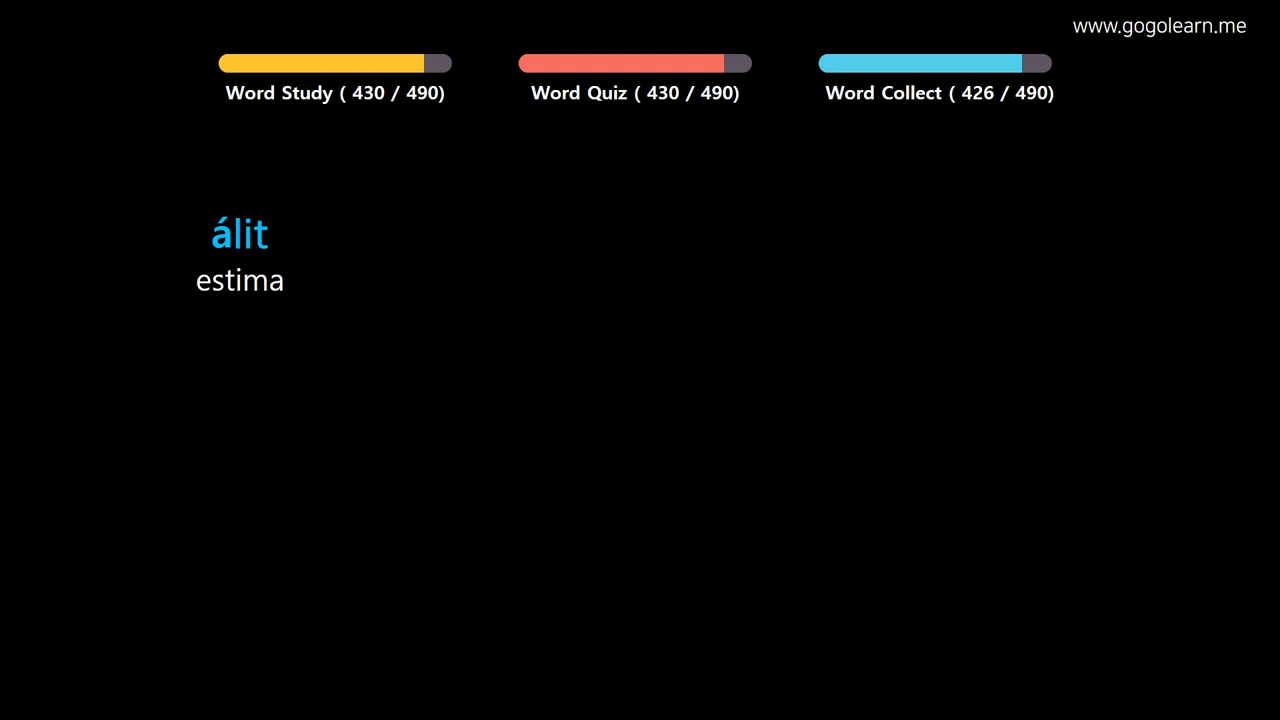 www.gogolearn.me
Word Study ( 430 / 490)
Word Quiz ( 430 / 490)
Word Collect ( 426 / 490)
álit
estima